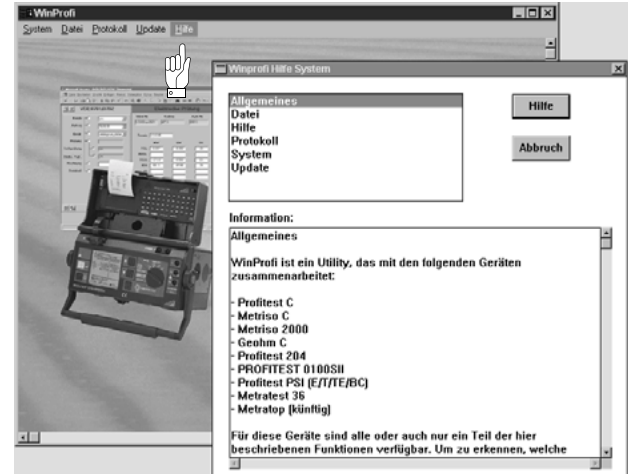 WinProfi
System Datei Protokoll Update Hilfe
Winprofi Hilfe System
Allgemeines
Datei
Hilfe
Protokoll
System
Update
Hilfe
Abbruch
Information:
Allgemeines
WinProfi ist ein Utility, das mit den folgenden Geräten
zusammenarbeitet:
- Profitest C
- Metriso C
- Metriso 2000
- Geohm C
- Profitest 204
- PROFITEST 0100SII
- Profitest PSI (E/T/TE/BC)
- Metratest 36
- Metratop (künftig)
Für diese Geräte sind alle oder auch nur ein Teil der hier
beschriebenen Funktionen verfügbar. Um zu erkennen, welche